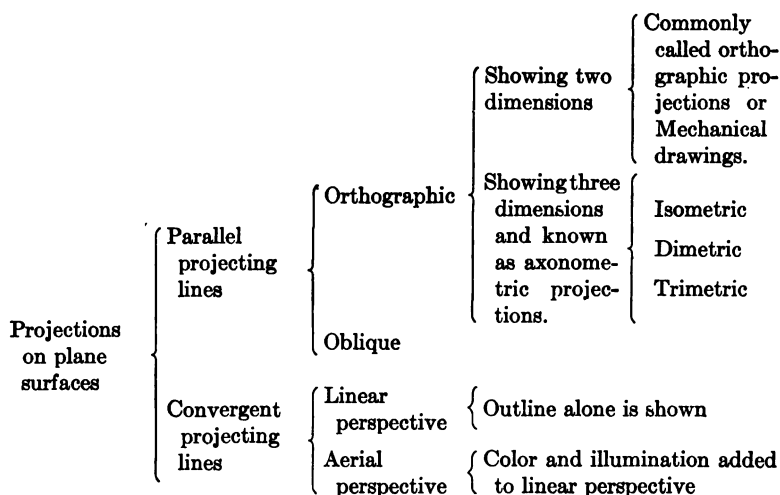 Projections
on plane
surfaces
Parallel
projecting
lines
Orthographic
Showing two
dimensions
Commonly
called ortho-
graphic pro-
jections or
Mechanical
drawings.
Showing three
dimensions
and known
as axonome-
tric projec-
tions.
Isometric
Dimetric
Trimetric
Oblique
Convergent
projecting
lines
Linear
perspective
Outline alone is shown
Aerial
perspective
Color and illumination added
to linear perspective